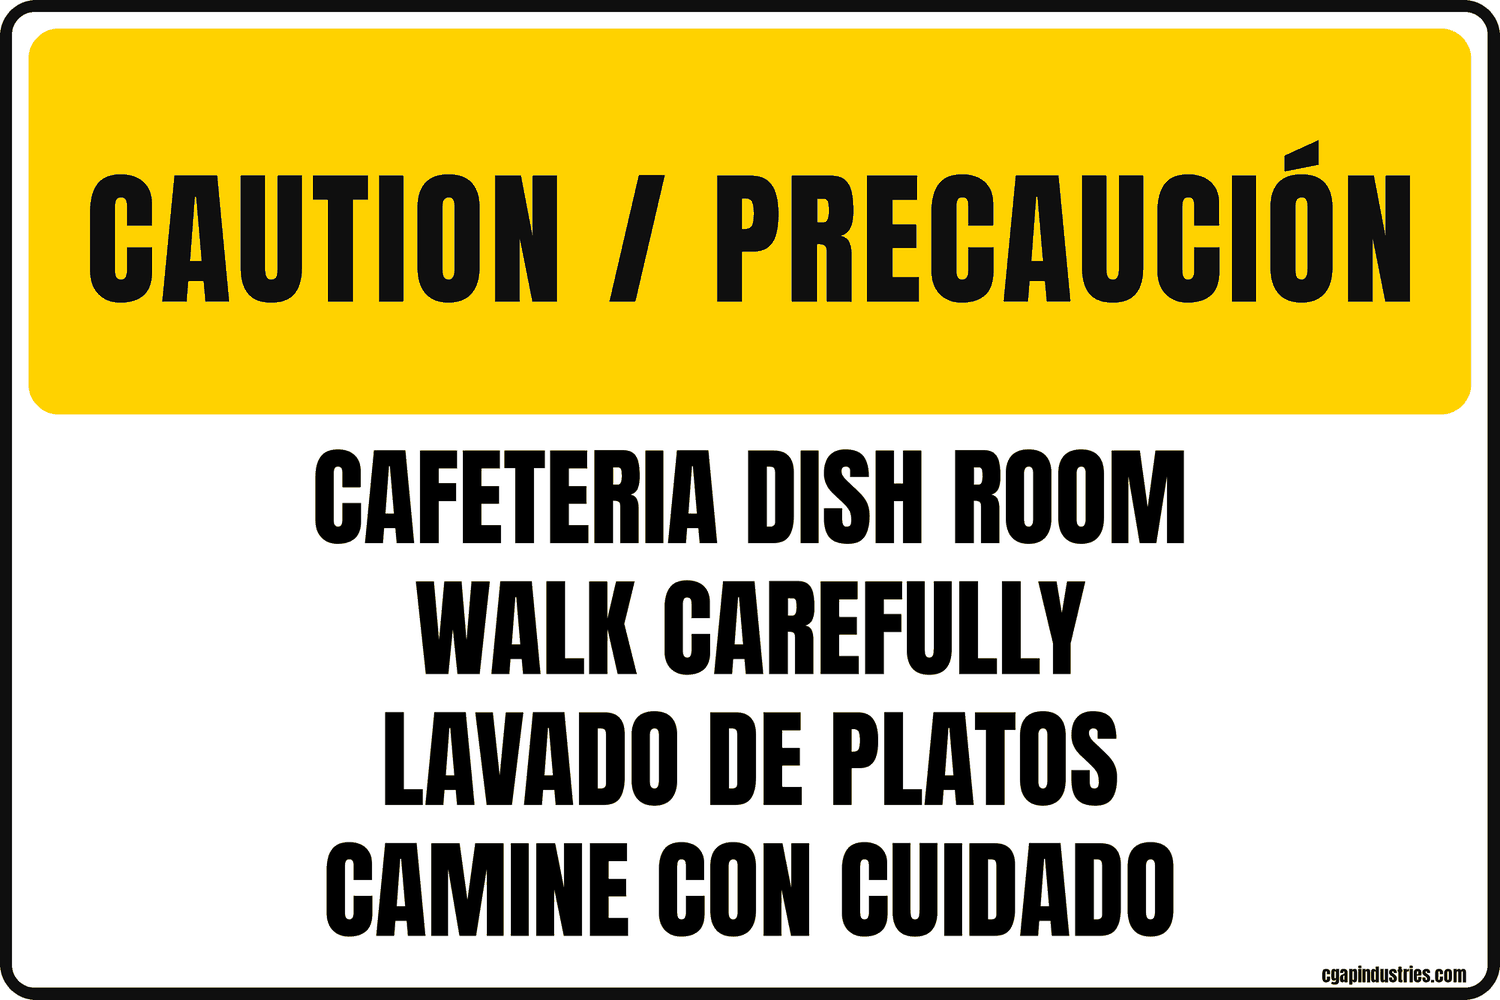 CAUTION / PRECAUCIÓN
CAFETERIA DISH ROOM
WALK CAREFULLY
LAVADO DE PLATOS
CAMINE CON CUIDADO
cgapindustries.com